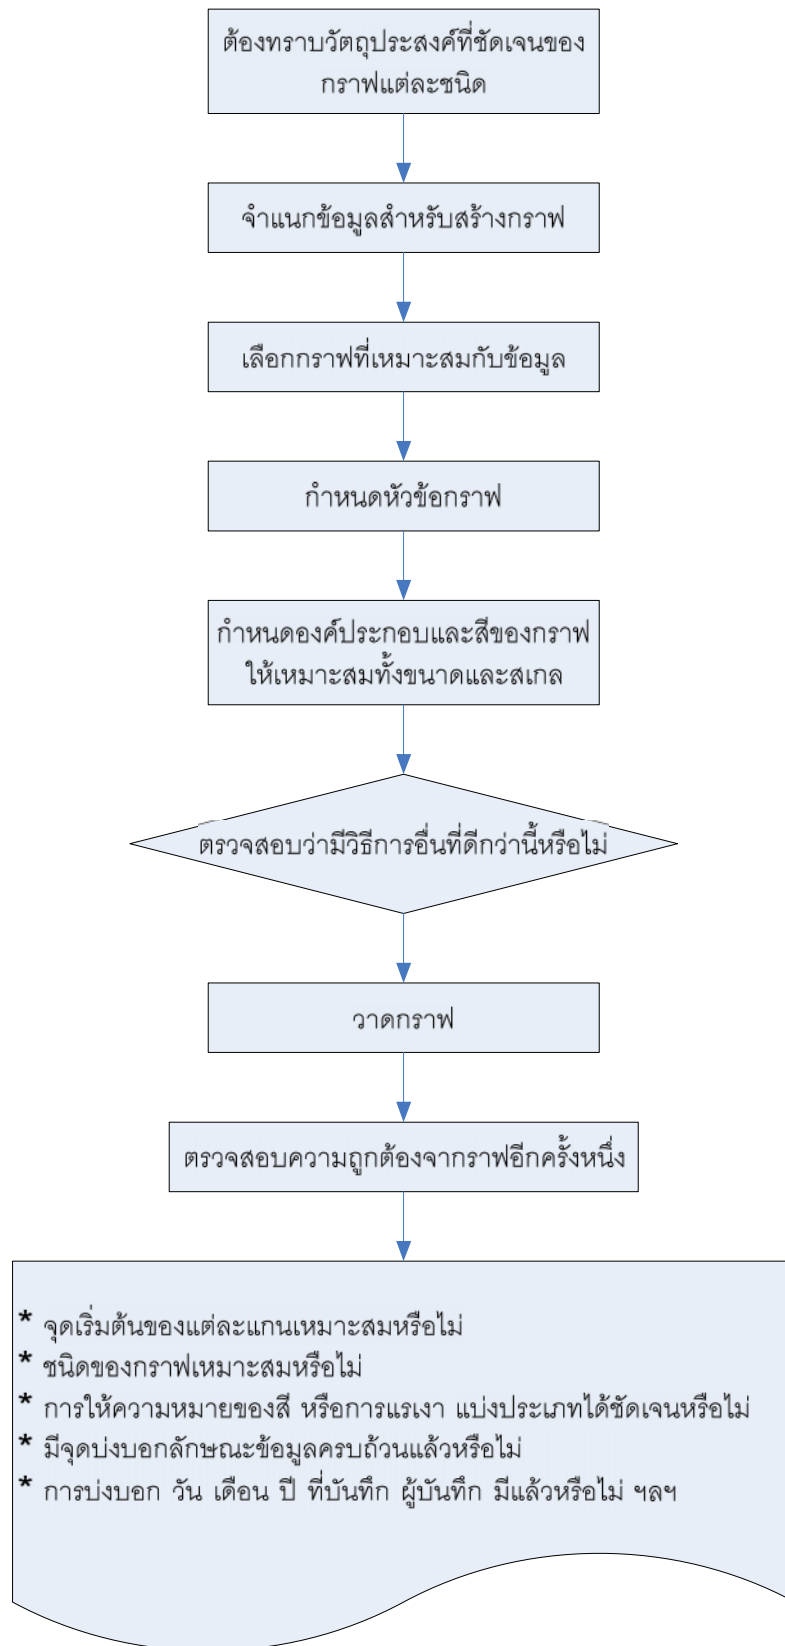 ต้องทราบวัตถุประสงค์ที่ชัดเจนของ
กราฟแต่ละชนิด
จำแนกข้อมูลสำหรับสร้างกราฟ
เลือกกราฟที่เหมาะสมกับข้อมูล
กำหนดหัวข้อกราฟ
กำหนดองค์ประกอบและสีของกราฟ
ให้เหมาะสมทั้งขนาดและสเกล
ตรวจสอบว่ามีวิธีการอื่นที่ดีกว่านี้หรือไม่
วาดกราฟ
ตรวจสอบความถูกต้องจากราฟอีกครั้งหนึ่ง
* จุดเริ่มต้นของแต่ละแกนเหมาะสมหรือไม่
* ชนิดของกราฟเหมาะสมหรือไม่
* การให้ความหมายของสี หรือการแรเงา แบ่งประเภทได้ชัดเจนหรือไม่
* มีจุดบ่งบอกลักษณะข้อมูลครบถ้วนแล้วหรือไม่
* การบ่งบอก วัน เดือน ปี ที่บันทึก ผู้บันทึก มีแล้วหรือไม่ ฯลฯ